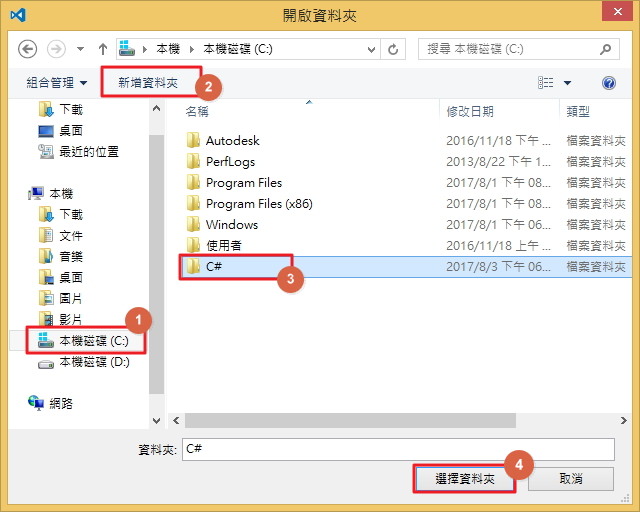 開啟資料夾
本機 本機磁碟 (C:) 搜尋 本機磁碟 (C:)
組合管理 新增資料夾 2
下載
桌面
最近的位置
本機
下載
文件
音樂
桌面
圖片
影片 1
本機磁碟 (C:)
本機磁碟 (D:)
網路
名稱 修改日期 類型
Autodesk 2016/11/18 下午 ... 檔案資料夾
PerfLogs 2013/8/22 下午 1... 檔案資料夾
Program Files 2017/8/1 下午 08... 檔案資料夾
Program Files (x86) 2017/8/1 下午 08... 檔案資料夾
Windows 2017/8/1 下午 06... 檔案資料夾
使用者 2016/11/18 上午 ... 檔案資料夾
C# 2017/8/3 下午 06... 檔案資料夾
3
資料夾: C#
4
選擇資料夾 取消